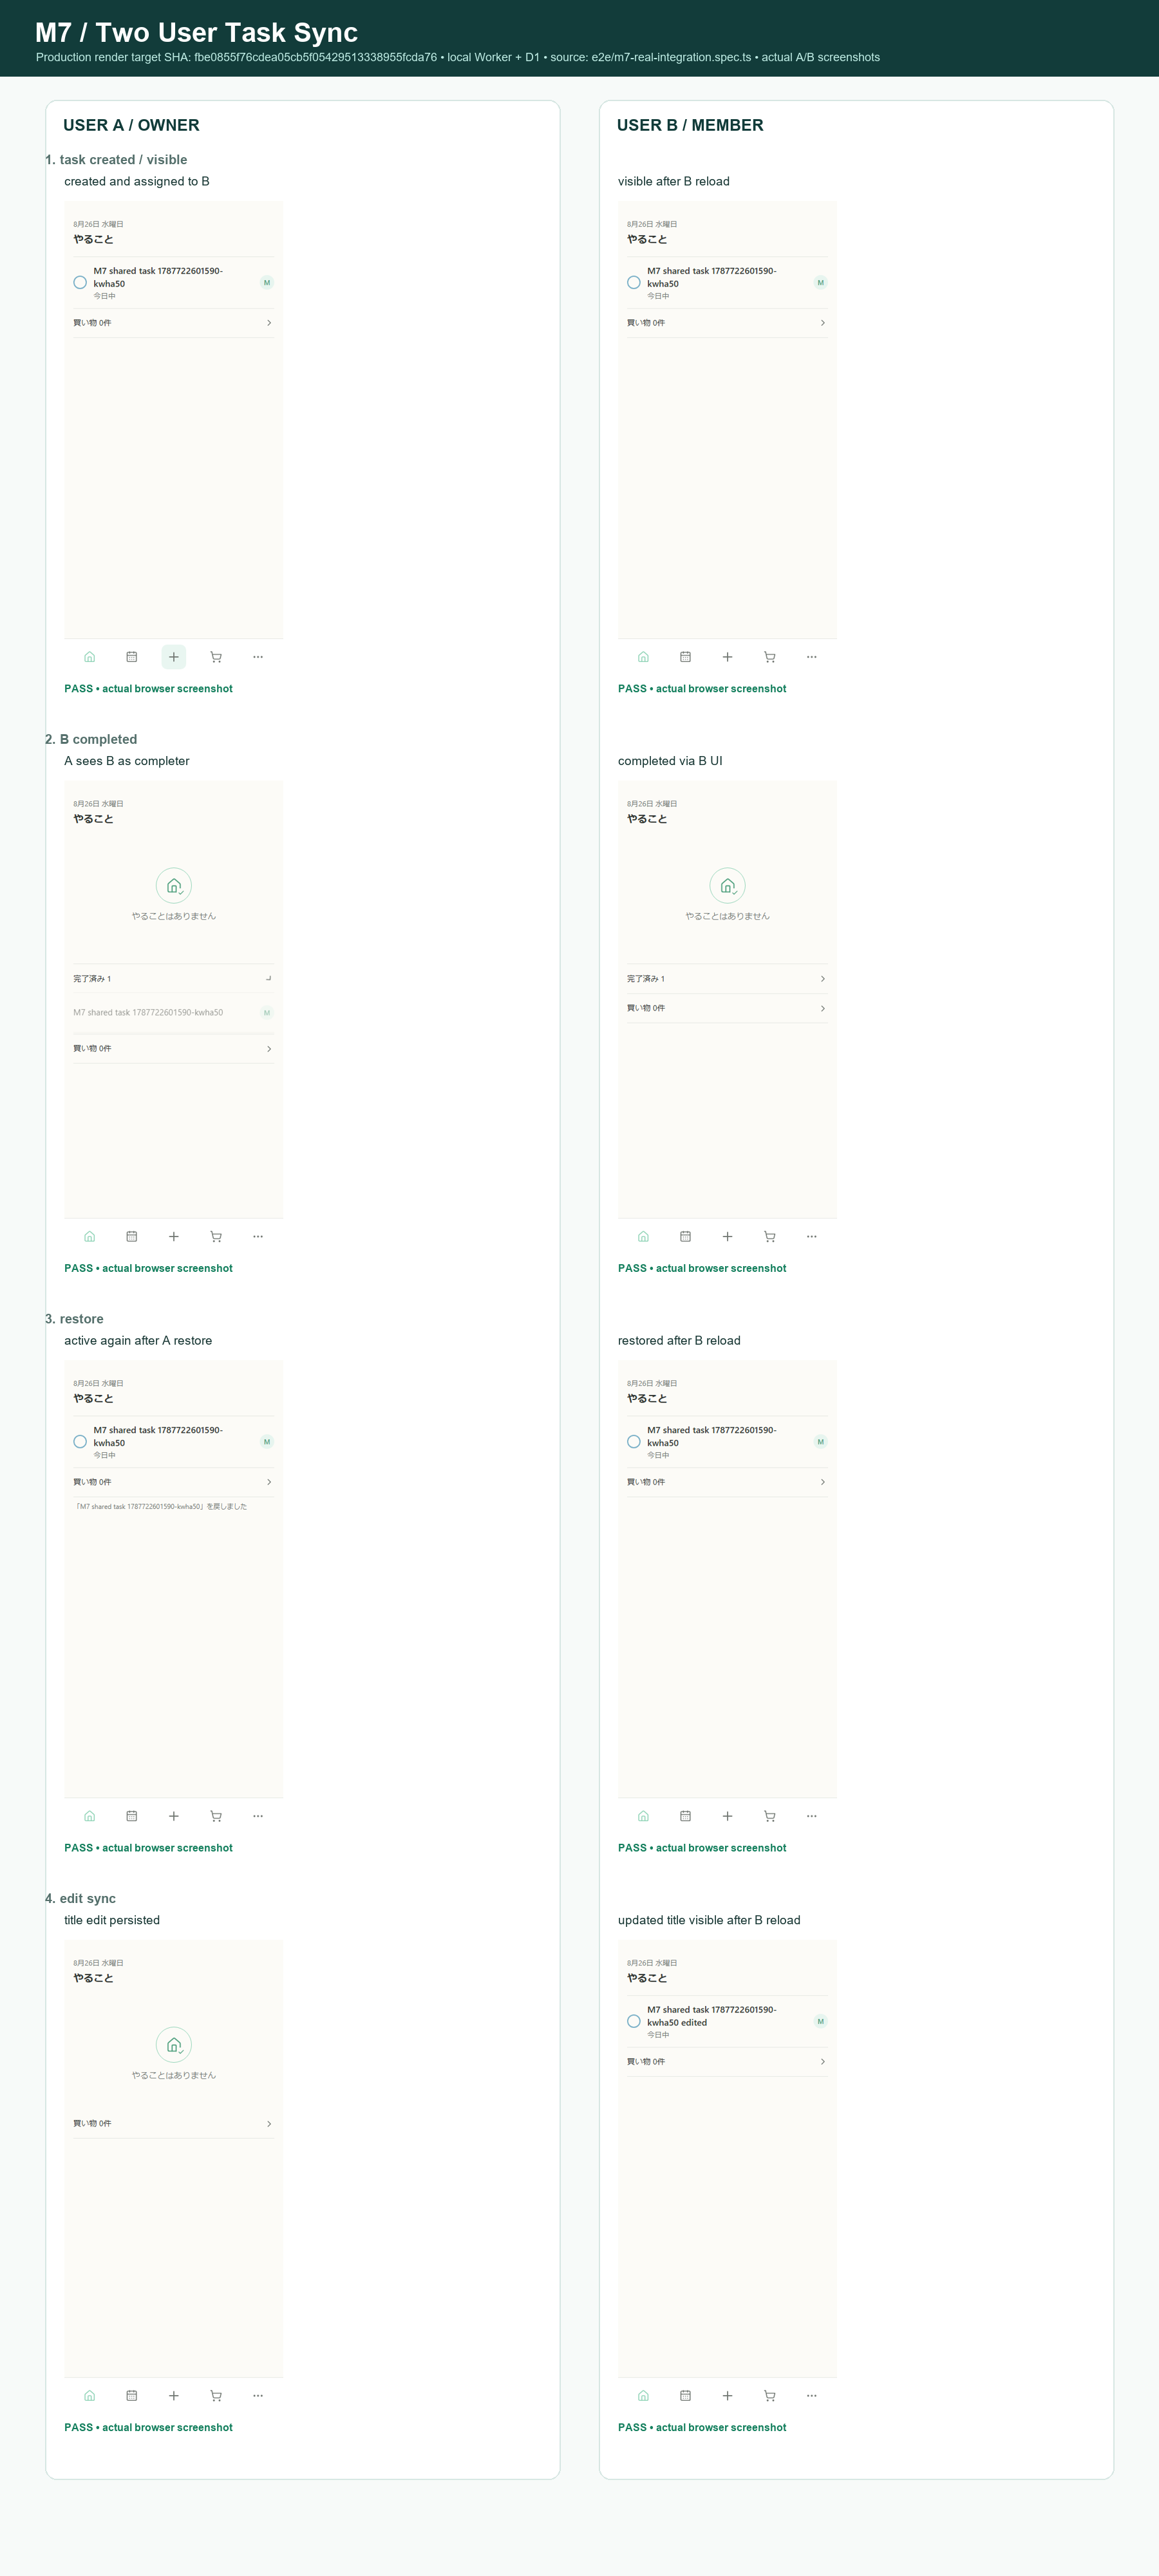 M7 / Two User Task Sync
Production render target SHA: fbe0855f76cdea05cb5f05429513338955fcda76 • local Worker + D1 • source: e2e/m7-real-integration.spec.ts • actual A/B screenshots
USER A / OWNER
USER B / MEMBER
1. task created / visible
created and assigned to B
visible after B reload
8月26日 水曜日
やること
M7 shared task 1787722601590-
kwha50
M
今日中
買い物 0件
8月26日 水曜日
やること
M7 shared task 1787722601590-
kwha50
M
今日中
買い物 0件
PASS • actual browser screenshot
PASS • actual browser screenshot
2. B completed
A sees B as completer
completed via B UI
8月26日 水曜日
やること
やることはありません
完了済み 1
M7 shared task 1787722601590-kwha50
M
買い物 0件
8月26日 水曜日
やること
やることはありません
完了済み 1
買い物 0件
PASS • actual browser screenshot
PASS • actual browser screenshot
3. restore
active again after A restore
restored after B reload
8月26日 水曜日
やること
M7 shared task 1787722601590-
kwha50
M
今日中
買い物 0件
「M7 shared task 1787722601590-kwha50」を戻しました
8月26日 水曜日
やること
M7 shared task 1787722601590-
kwha50
M
今日中
買い物 0件
PASS • actual browser screenshot
PASS • actual browser screenshot
4. edit sync
title edit persisted
updated title visible after B reload
8月26日 水曜日
やること
やることはありません
買い物 0件
8月26日 水曜日
やること
M7 shared task 1787722601590-
kwha50 edited
M
今日中
買い物 0件
PASS • actual browser screenshot
PASS • actual browser screenshot